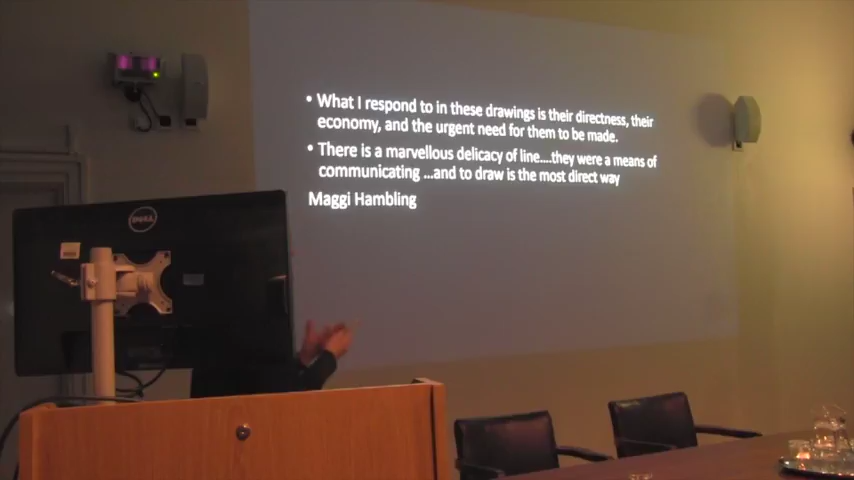 • What I respond to in these drawings is their directness, their
economy, and the urgent need for them to be made.
• There is a marvellous delicacy of line....they were a means of
communicating ...and to draw is the most direct way
Maggi Hambling
DELL